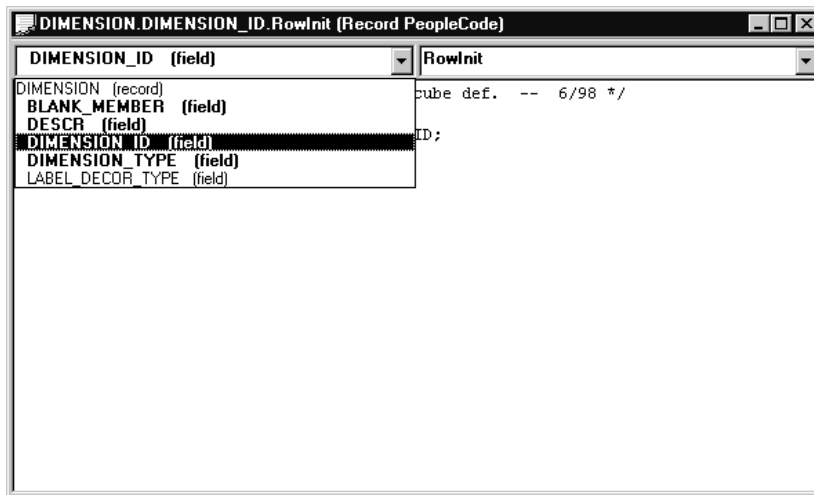 DIMENSION.DIMENSION_ID.RowInit (Record PeopleCode)
DIMENSION_ID (field) RowInit
DIMENSION (record)
BLANK_MEMBER (field)
DESCR (field)
DIMENSION_ID (field)
DIMENSION_TYPE (field)
LABEL_DECOR_TYPE (field)
cube def. -- 6/98 */
ID;